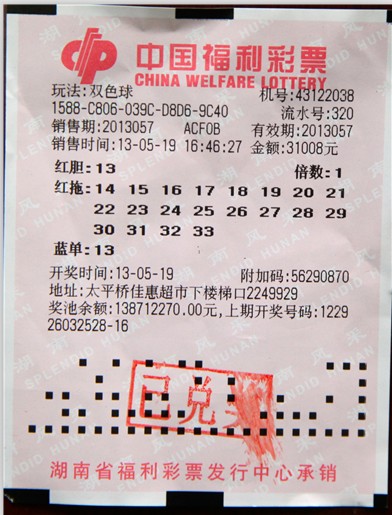 中国福利彩票
CHINA WELFARE LOTTERY
玩法:双色球 机号:43122038
1588-C806-039C-D8D6-9C40 流水号:320
销售期:2013057 ACF0B 有效期:2013057
销售时间:13-05-19 16:46:27 金额:31008元
红胆:13 倍数:1
红拖:14 15 16 17 18 19 20 21
22 23 24 25 26 27 28 29
30 31 32 33
蓝单:13
开奖时间:13-05-19 附加码:56290870
地址:太平桥佳惠超市下楼梯口2249929
奖池余额:138712270.00元,上期开奖号码:1229
26032528-16
已兑
湖南省福利彩票发行中心承销